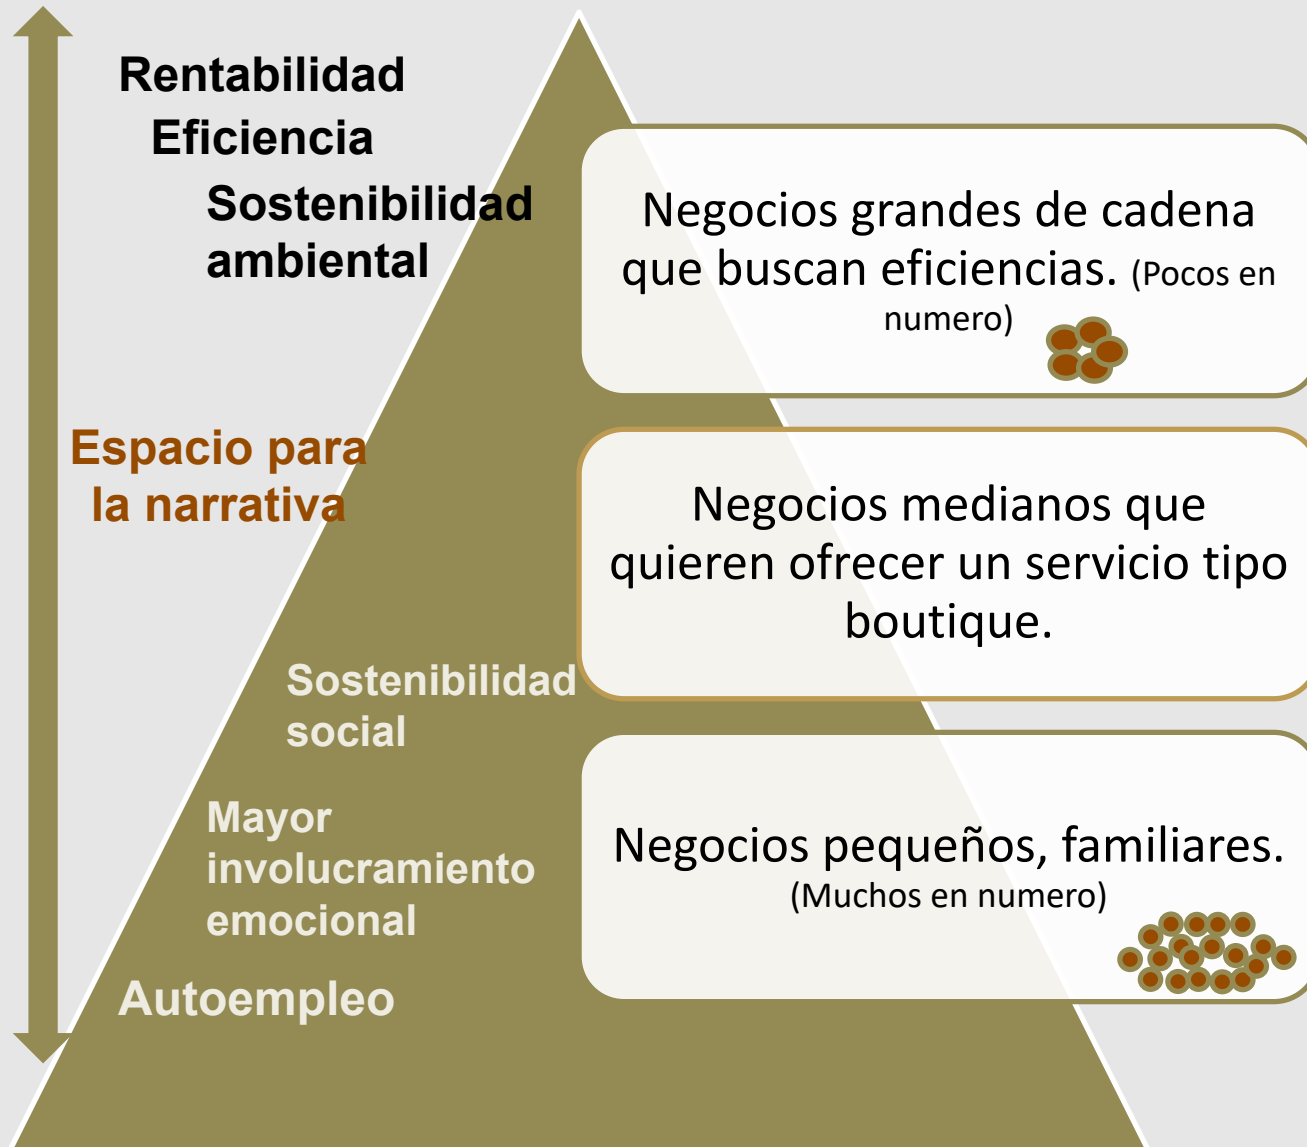 Rentabilidad
Eficiencia
Sostenibilidad
ambiental
Negocios grandes de cadena
que buscan eficiencias. (Pocos en
numero)
Espacio para
la narrativa
Negocios medianos que
quieren ofrecer un servicio tipo
boutique.
Sostenibilidad
social
Mayor
involucramiento
emocional
Autoempleo
Negocios pequeños, familiares.
(Muchos en numero)